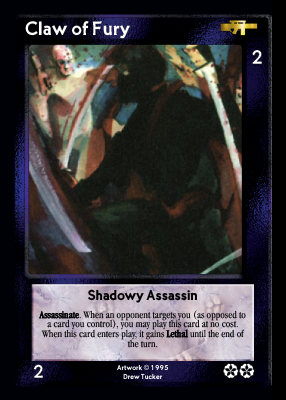 Claw of Fury
2
Shadowy Assassin
Assassinate. When an opponent targets you (as opposed to
a card you control), you may play this card at no cost.
When this card enters play, it gains Lethal until the end of
the turn.
2
Artwork © 1995
Drew Tucker